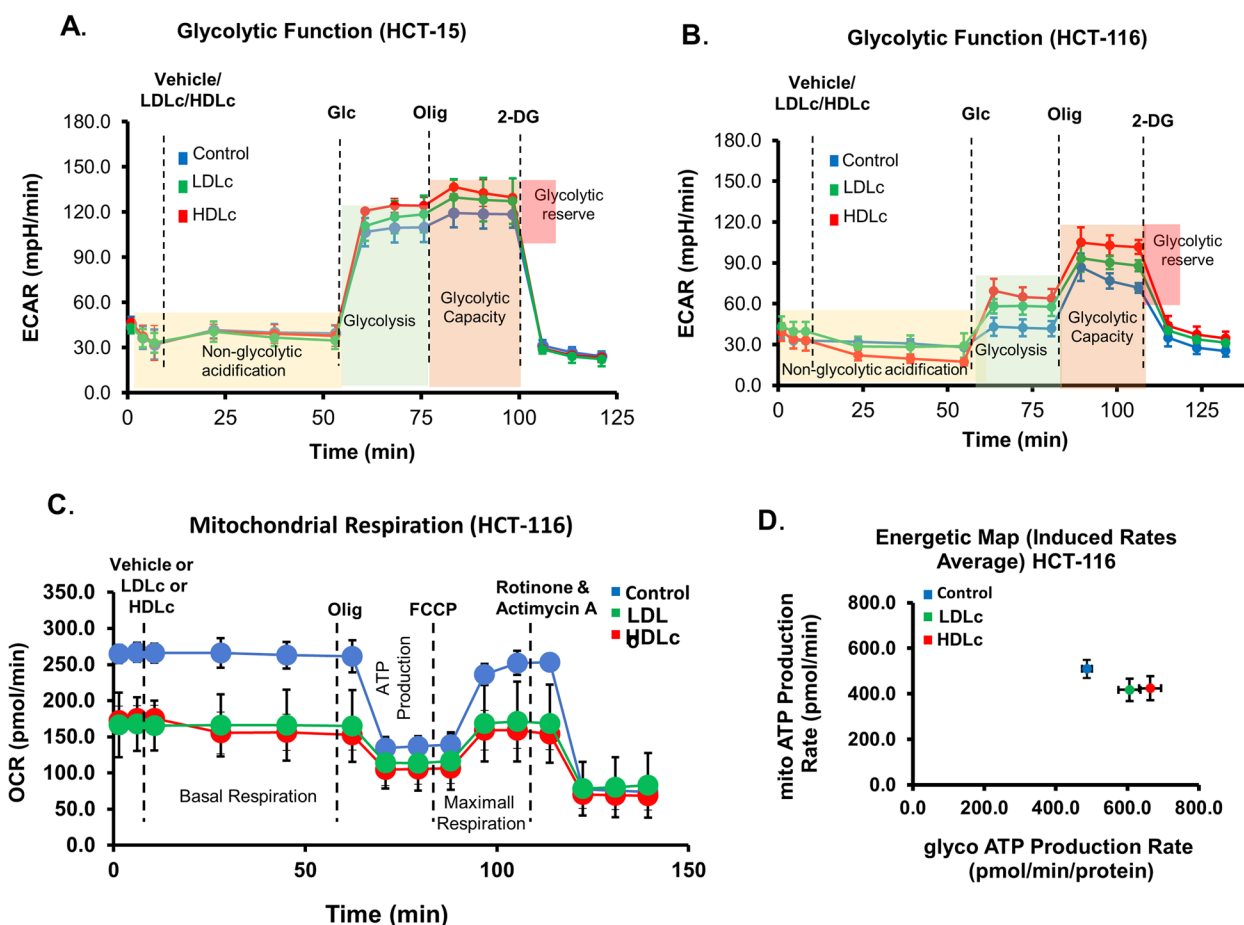 A.
Glycolytic Function (HCT-15)
Vehicle/
LDLc/HDLc
Glc
Olig
2-DG
180.0
150.0
120.0
90.0
60.0
30.0
0.0
ECAR (mpH/min)
Control
LDLc
HDLc
Glycolytic
reserve
Glycolysis
Glycolytic
Capacity
Non-glycolytic
acidification
0
25
50
75
100
125
Time (min)
B.
Glycolytic Function (HCT-116)
Vehicle/
LDLc/HDLc
Glc
Olig
2-DG
180.0
150.0
120.0
90.0
60.0
30.0
0.0
ECAR (mpH/min)
Control
LDLc
HDLc
Glycolytic
reserve
Glycolytic
Capacity
Glycolysis
Non-glycolytic acidification
0
25
50
75
100
125
Time (min)
C.
Mitochondrial Respiration (HCT-116)
Vehicle or
LDLc or
HDLc
Olig
FCCP
Rotinone &
Actimycin A
Control
LDL
HDLc
c
350.0
300.0
250.0
200.0
150.0
100.0
50.0
0.0
OCR (pmol/min)
ATP
Production
Basal Respiration
Maximall
Respiration
0
50
100
150
Time (min)
D.
Energetic Map (Induced Rates
Average) HCT-116
Control
LDLc
HDLc
800.0
600.0
400.0
200.0
0.0
mito ATP Production
Rate (pmol/min)
0.0
200.0
400.0
600.0
800.0
glyco ATP Production Rate
(pmol/min/protein)